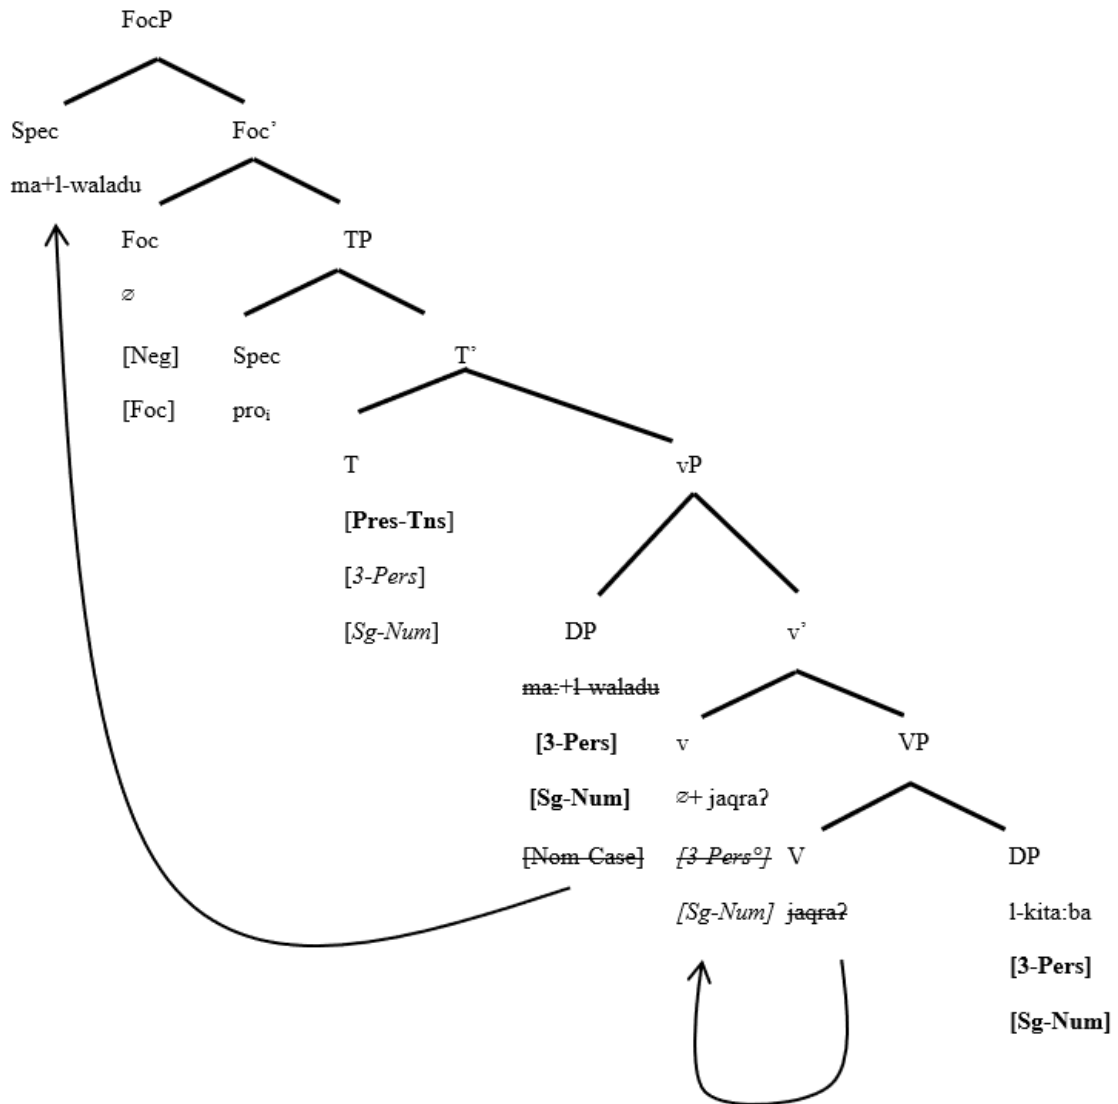 FocP
Spec Foc’
ma+l-waladu
Foc TP
∅
[Neg] Spec T’
[Foc] proᵢ
T vP
[Pres-Tns]
[3-Pers]
[Sg-Num] DP v’
ma:+l-waladu
[3-Pers] v VP
[Sg-Num] ∅+ jaqraʔ
[Nom-Case] [3-Pers°] V DP
[Sg-Num] jaqraʔ l-kita:ba
[3-Pers]
[Sg-Num]